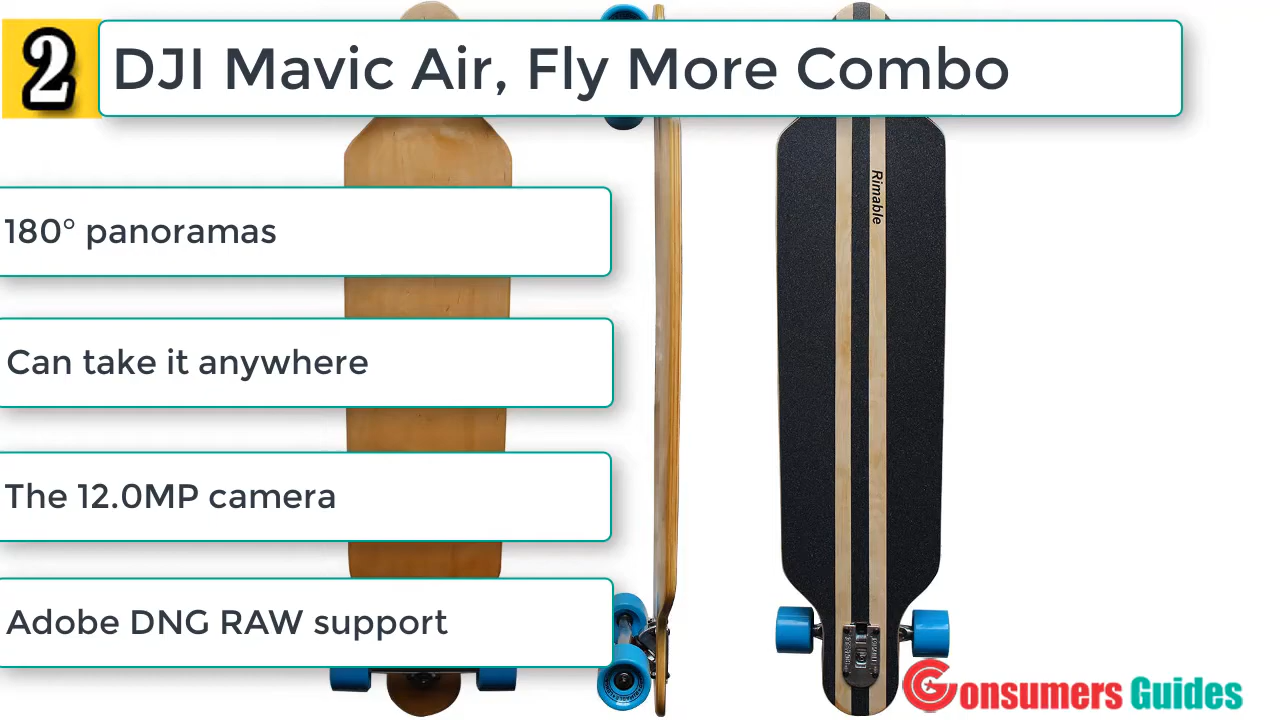 2
DJI Mavic Air, Fly More Combo
180° panoramas
Can take it anywhere
The 12.0MP camera
Adobe DNG RAW support
Rimable
Consumers Guides